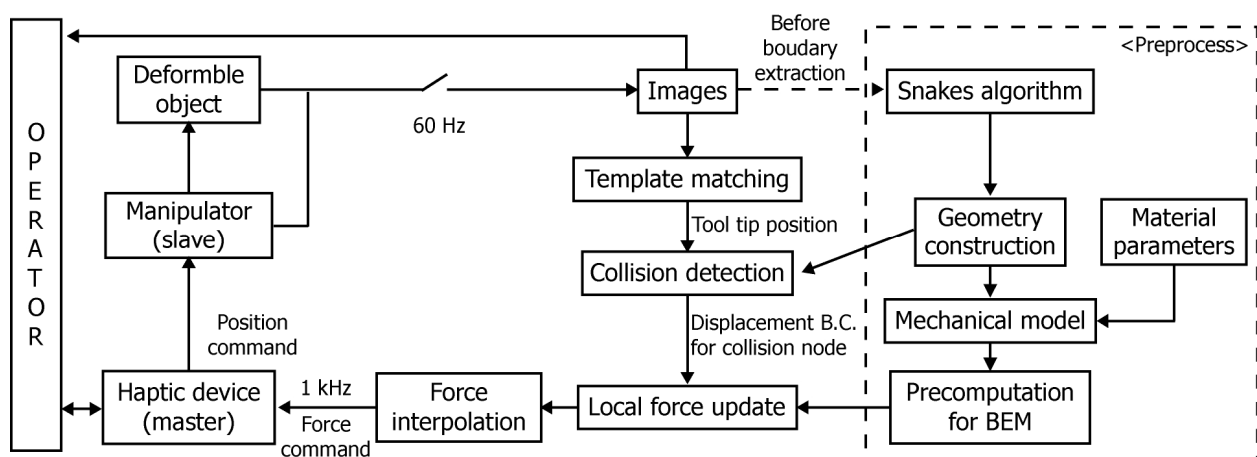 OPERATOR
Deformble
object
60 Hz
Images
Before
boudary
extraction
<Preprocess>
Snakes algorithm
Template matching
Manipulator
(slave)
Tool tip position
Geometry
construction
Material
parameters
Collision detection
Position
command
Displacement B.C.
for collision node
Mechanical model
Haptic device
(master)
1 kHz
Force
command
Force
interpolation
Local force update
Precomputation
for BEM